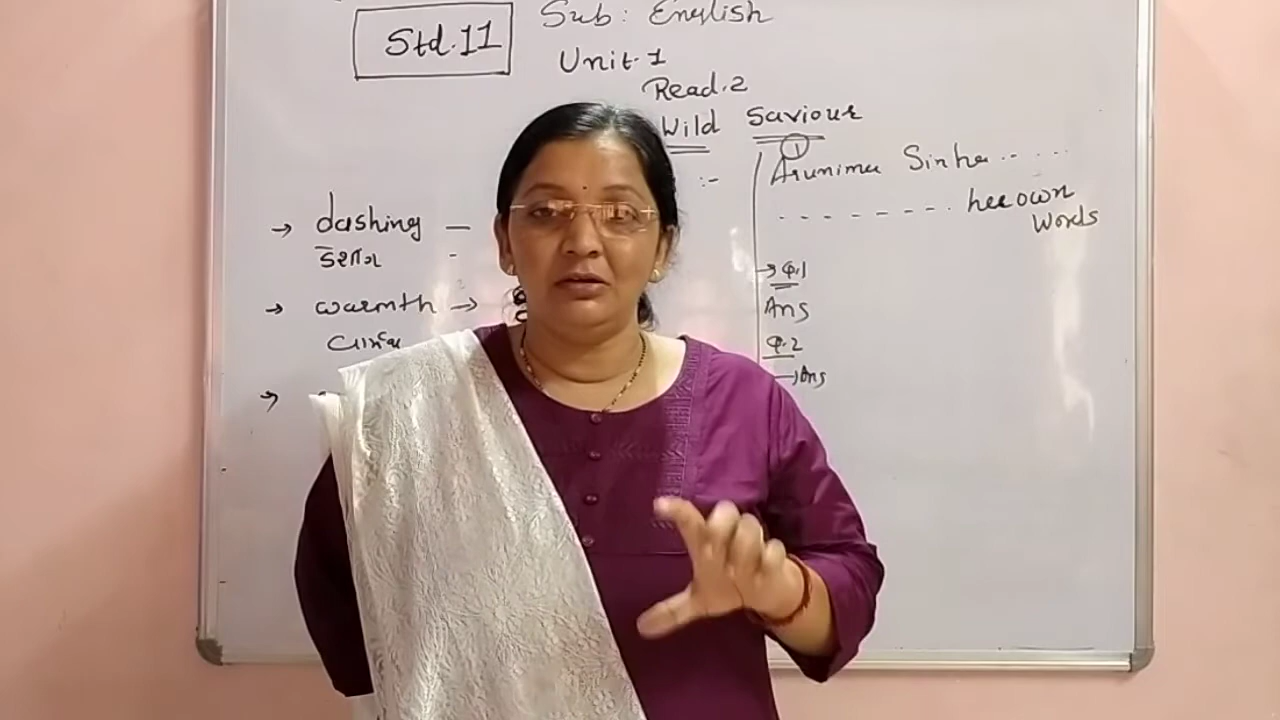 Std.11
Sub: English
Unit-1
Read.2
Wild Saviour
:-
→ dashing —
→ warmth →
→
①
Arunima Sinha .. ...
- - - - - - - - . her own
words
→ Q.1
Ans
Q.2
→ Ans